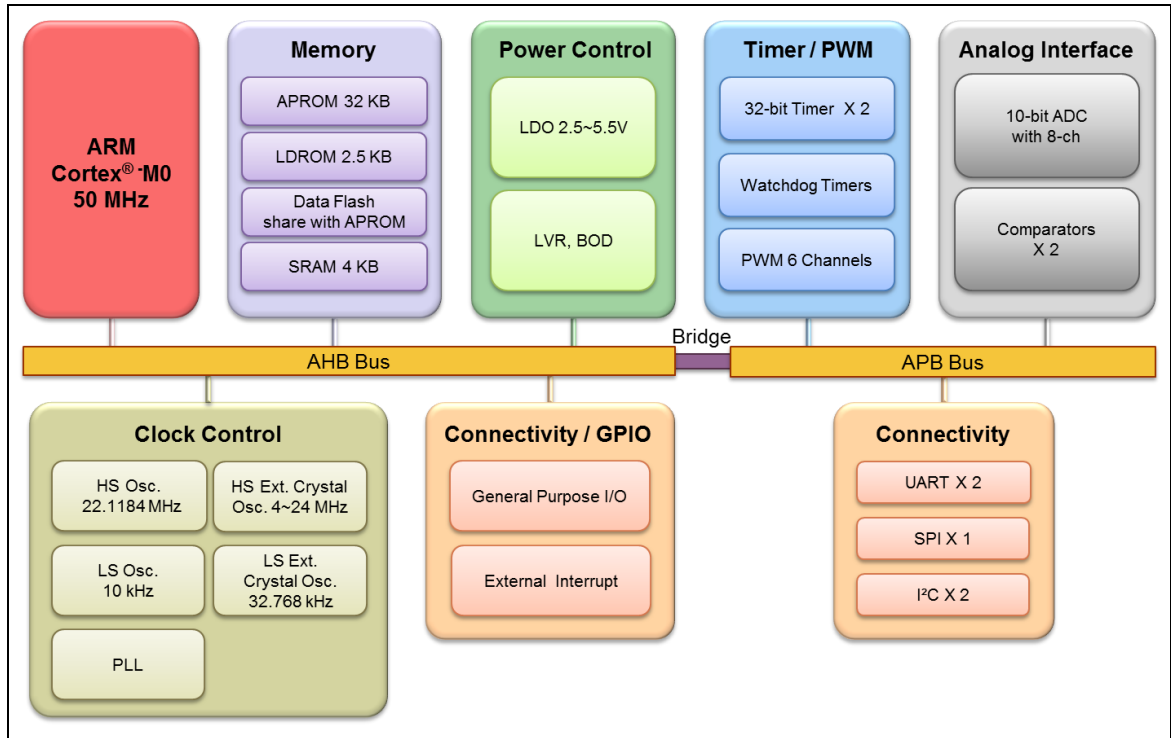 ARM
Cortex®-M0
50 MHz
Memory
APROM 32 KB
LDROM 2.5 KB
Data Flash
share with APROM
SRAM 4 KB
Power Control
LDO 2.5~5.5V
LVR, BOD
Timer / PWM
32-bit Timer X 2
Watchdog Timers
PWM 6 Channels
Analog Interface
10-bit ADC
with 8-ch
Comparators
X 2
AHB Bus
Bridge
APB Bus
Clock Control
HS Osc.
22.1184 MHz
HS Ext. Crystal
Osc. 4~24 MHz
LS Osc.
10 kHz
LS Ext.
Crystal Osc.
32.768 kHz
PLL
Connectivity / GPIO
General Purpose I/O
External Interrupt
Connectivity
UART X 2
SPI X 1
I²C X 2